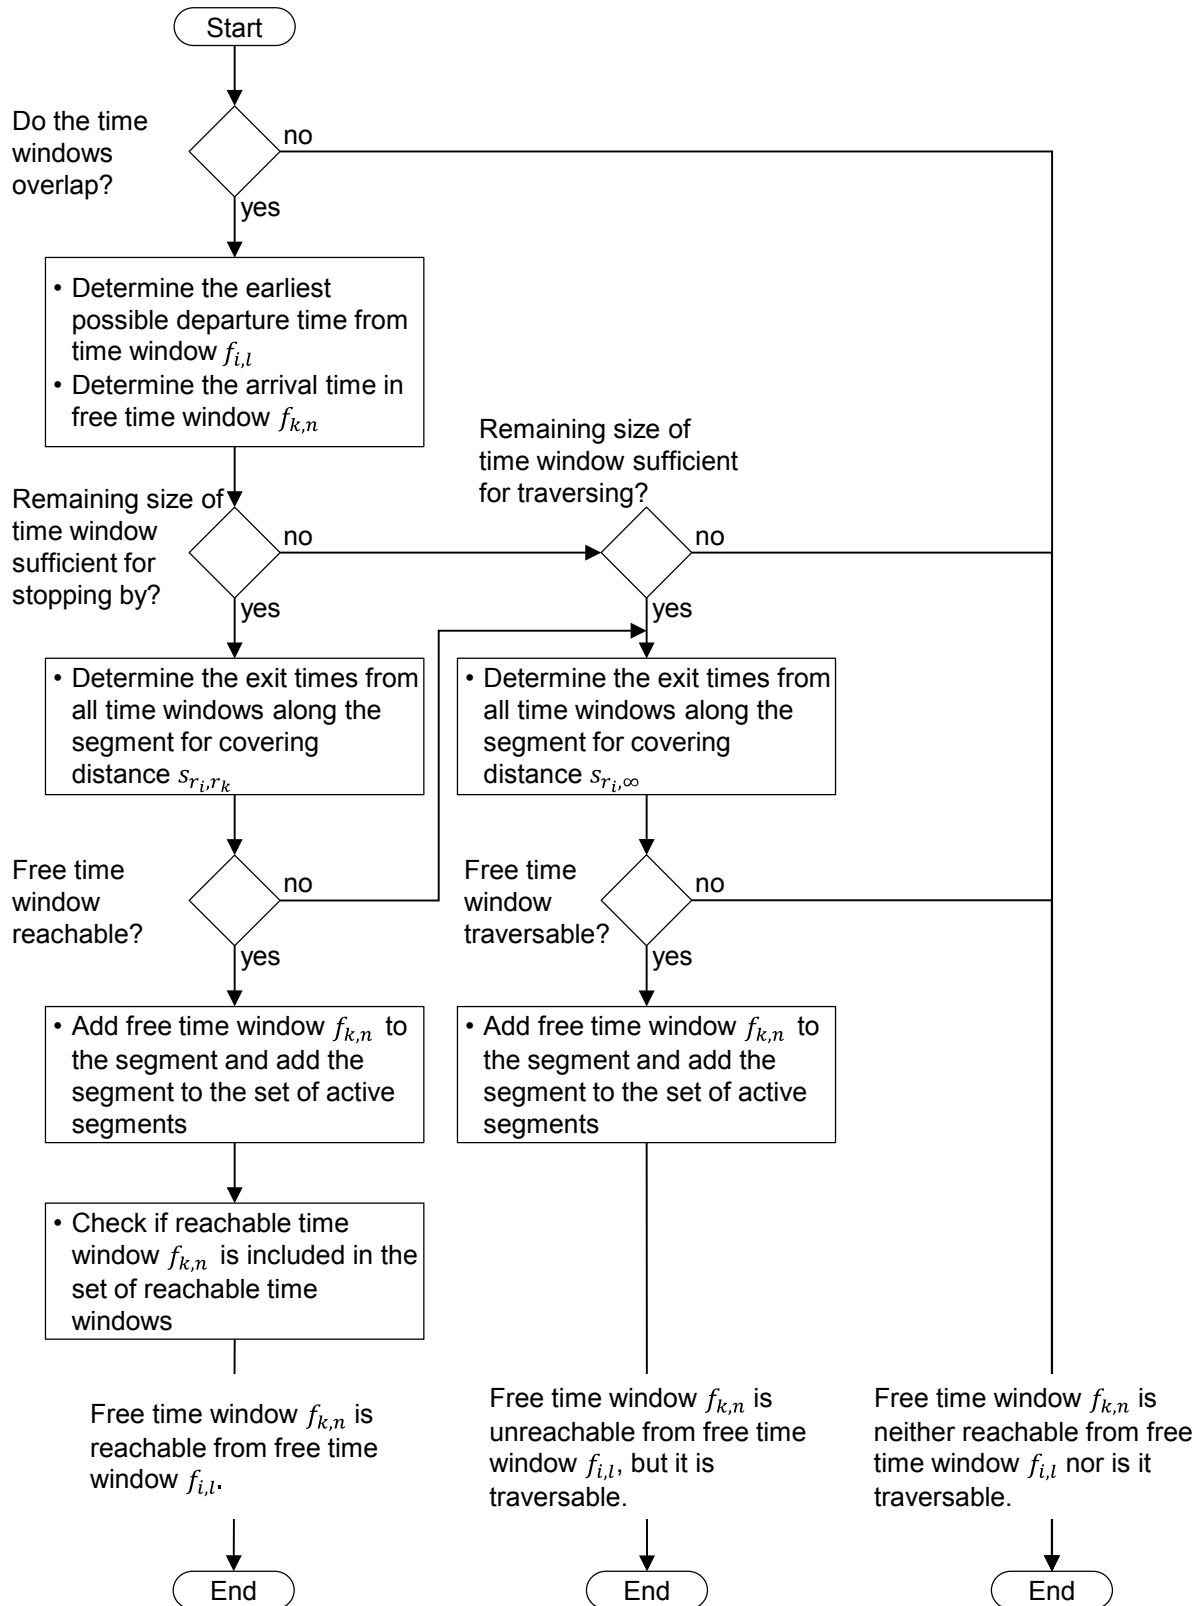 Start
Do the time
windows
overlap?
no
yes
• Determine the earliest
possible departure time from
time window f_{i,l}
• Determine the arrival time in
free time window f_{k,n}
Remaining size of
time window sufficient
for traversing?
Remaining size of
time window
sufficient for
stopping by?
no
no
yes
yes
• Determine the exit times from
all time windows along the
segment for covering
distance s_{r_i,r_k}
• Determine the exit times from
all time windows along the
segment for covering
distance s_{r_i,∞}
Free time
window
reachable?
no
yes
Free time
window
traversable?
no
yes
• Add free time window f_{k,n} to
the segment and add the
segment to the set of active
segments
• Add free time window f_{k,n} to
the segment and add the
segment to the set of active
segments
• Check if reachable time
window f_{k,n} is included in the
set of reachable time
windows
Free time window f_{k,n} is
reachable from free time
window f_{i,l}.
Free time window f_{k,n} is
unreachable from free time
window f_{i,l}, but it is
traversable.
Free time window f_{k,n} is
neither reachable from free
time window f_{i,l} nor is it
traversable.
End
End
End